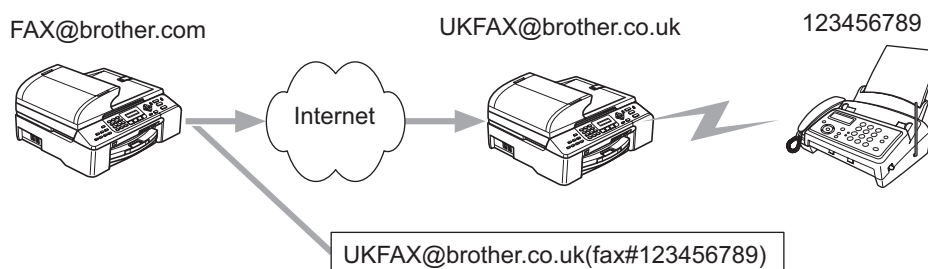 FAX@brother.com
UKFAX@brother.co.uk
123456789
Internet
UKFAX@brother.co.uk(fax#123456789)